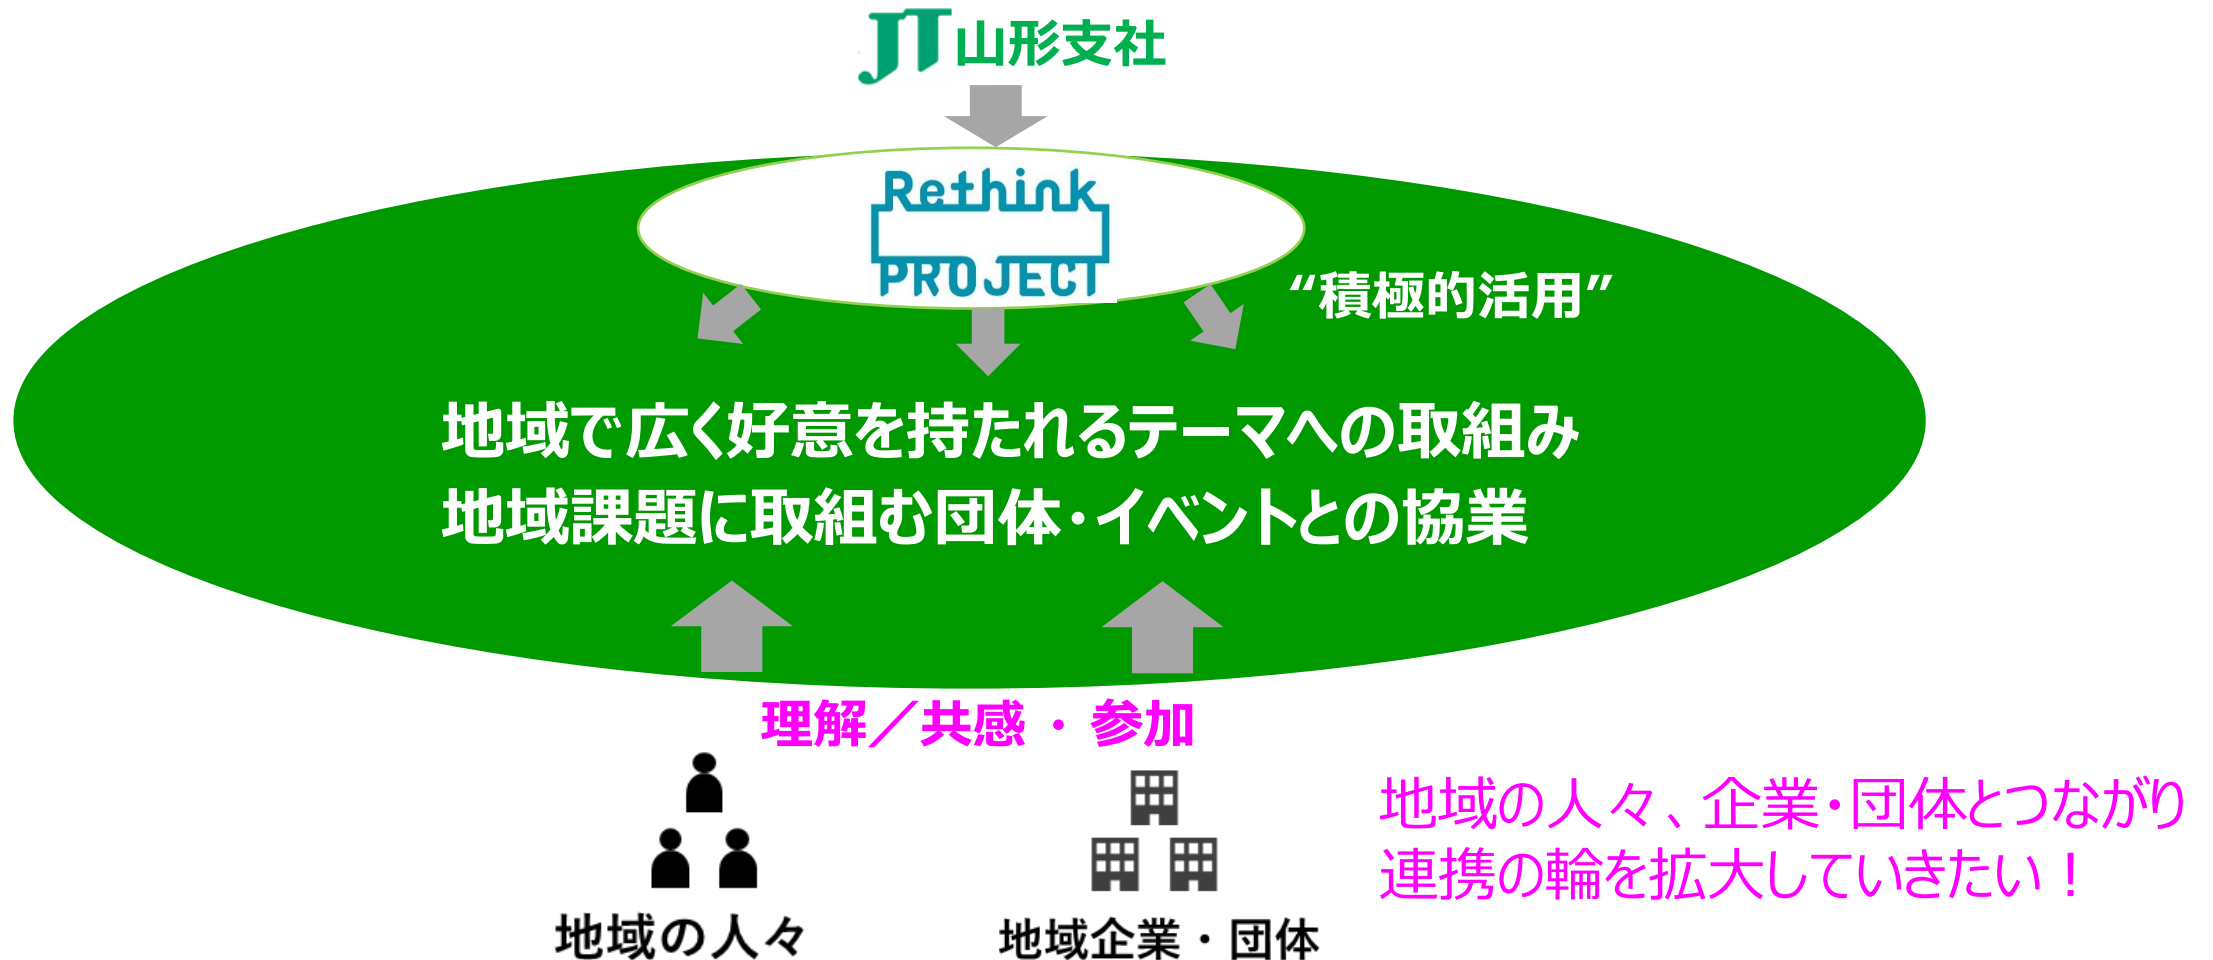 JT山形支社
Rethink
PROJECT
“積極的活用”
地域で広く好意を持たれるテーマへの取組み
地域課題に取組む団体・イベントとの協業
理解／共感・参加
地域の人々
地域企業・団体
地域の人々、企業・団体とつながり
連携の輪を拡大していきたい！